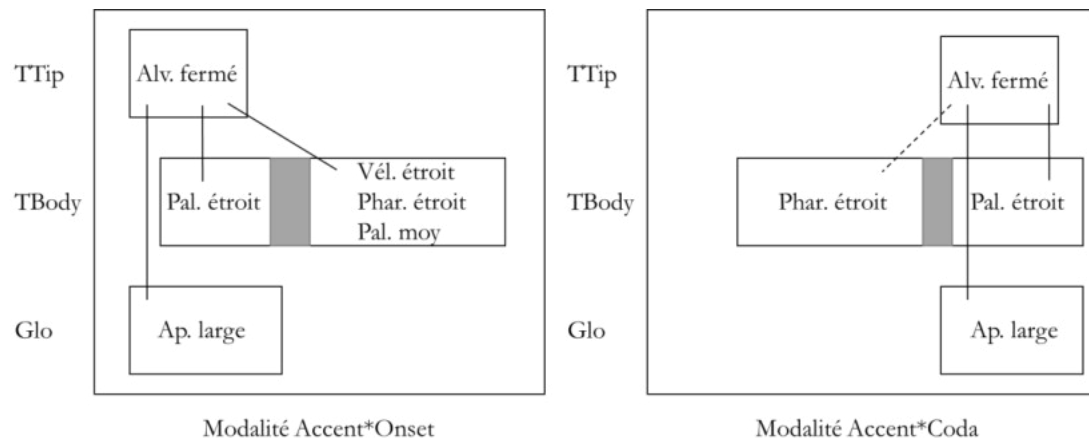 TTip
Alv. fermé
TBody
Pal. étroit
Vél. étroit
Phar. étroit
Pal. moy
Glo
Ap. large
Modalité Accent*Onset
TTip
Alv. fermé
TBody
Phar. étroit
Pal. étroit
Glo
Ap. large
Modalité Accent*Coda